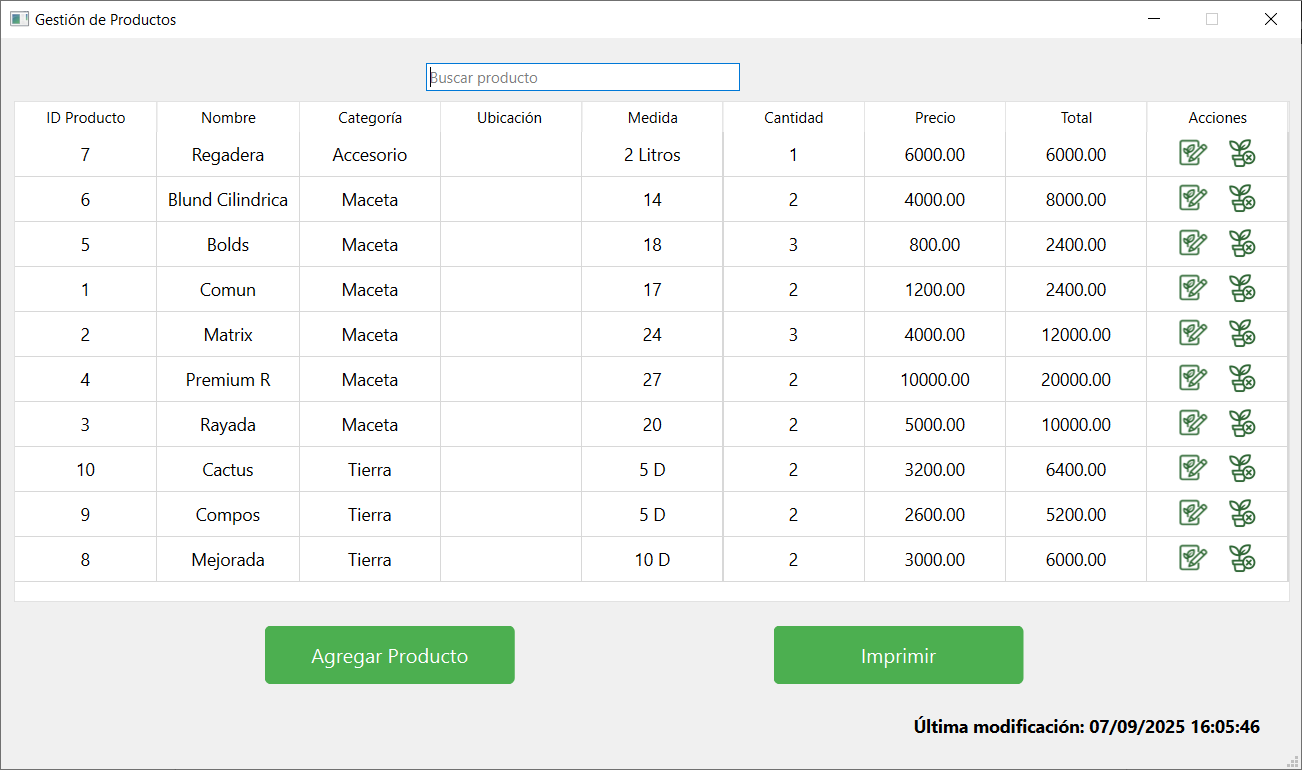 Gestión de Productos
Buscar producto
ID Producto Nombre Categoría Ubicación Medida Cantidad Precio Total Acciones
7 Regadera Accesorio 2 Litros 1 6000.00 6000.00
6 Blund Cilindrica Maceta 14 2 4000.00 8000.00
5 Bolds Maceta 18 3 800.00 2400.00
1 Comun Maceta 17 2 1200.00 2400.00
2 Matrix Maceta 24 3 4000.00 12000.00
4 Premium R Maceta 27 2 10000.00 20000.00
3 Rayada Maceta 20 2 5000.00 10000.00
10 Cactus Tierra 5 D 2 3200.00 6400.00
9 Compos Tierra 5 D 2 2600.00 5200.00
8 Mejorada Tierra 10 D 2 3000.00 6000.00
Agregar Producto Imprimir
Última modificación: 07/09/2025 16:05:46